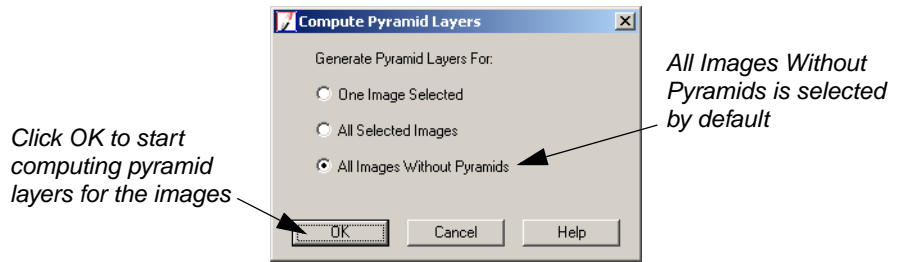 Compute Pyramid Layers
Generate Pyramid Layers For:
One Image Selected
All Selected Images
All Images Without Pyramids
OK
Cancel
Help
All Images Without
Pyramids is selected
by default
Click OK to start
computing pyramid
layers for the images